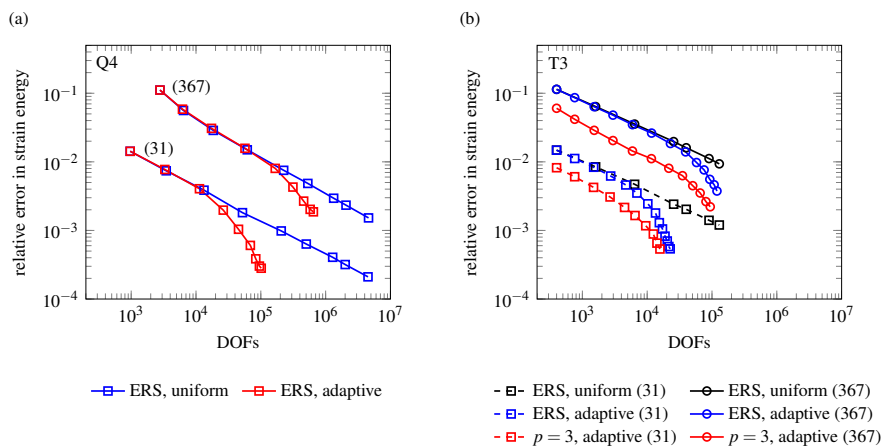 (a)
Q4
(367)
(31)
relative error in strain energy
10^−1
10^−2
10^−3
10^−4
10^3 10^4 10^5 10^6 10^7
DOFs
ERS, uniform ERS, adaptive
(b)
T3
relative error in strain energy
10^−1
10^−2
10^−3
10^−4
10^3 10^4 10^5 10^6 10^7
DOFs
ERS, uniform (31) ERS, uniform (367)
ERS, adaptive (31) ERS, adaptive (367)
p = 3, adaptive (31) p = 3, adaptive (367)